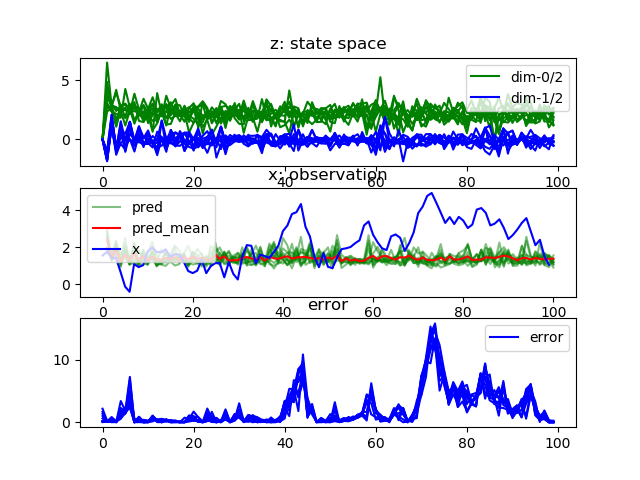 z: state space
5
0
dim-0/2
dim-1/2
0 20 40 60 80 100
x: observation
4
2
0
pred
pred_mean
x
0 20 40 60 80 100
error
10
0
error
0 20 40 60 80 100